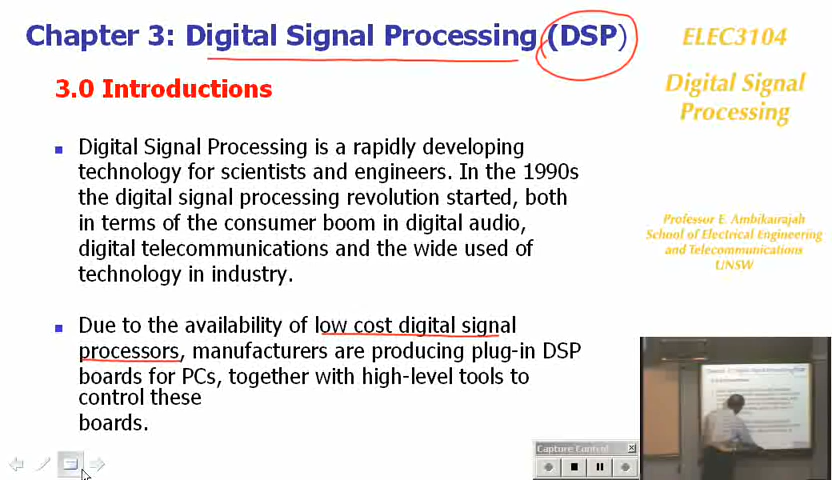 Chapter 3: Digital Signal Processing (DSP)
3.0 Introductions
Digital Signal Processing is a rapidly developing
technology for scientists and engineers. In the 1990s
the digital signal processing revolution started, both
in terms of the consumer boom in digital audio,
digital telecommunications and the wide used of
technology in industry.
Due to the availability of low cost digital signal
processors, manufacturers are producing plug-in DSP
boards for PCs, together with high-level tools to
control these
boards.
ELEC3104
Digital Signal
Processing
Professor E. Ambikairajah
School of Electrical Engineering
and Telecommunications
UNSW
Capture Control